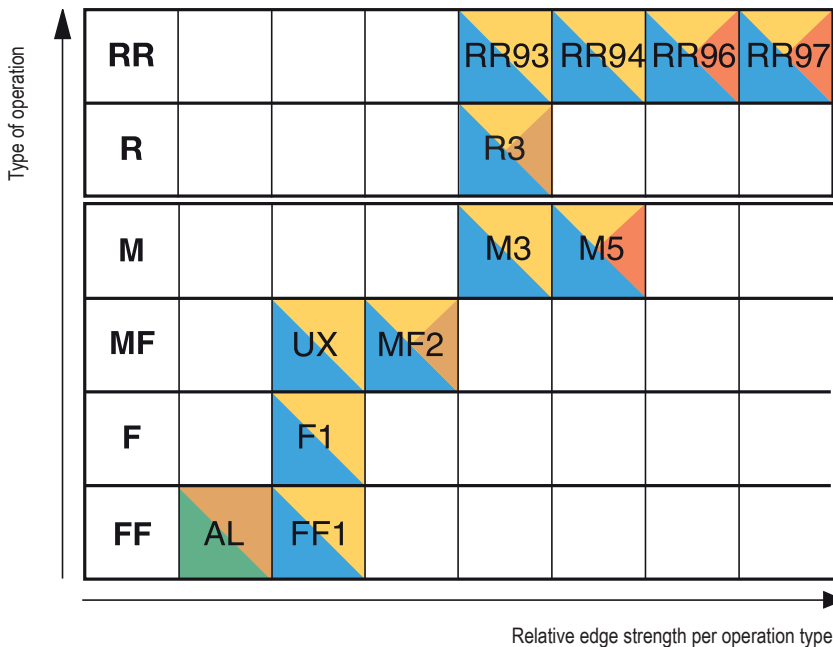 Type of operation
RR RR93 RR94 RR96 RR97
R R3
M M3 M5
MF UX MF2
F F1
FF AL FF1
Relative edge strength per operation type